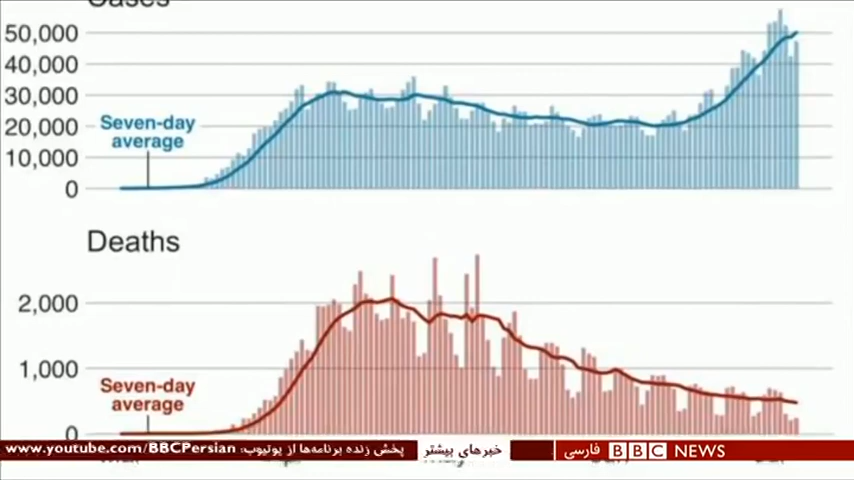 Cases
50,000
40,000
30,000
20,000
10,000
0
Seven-day
average
Deaths
2,000
1,000
0
Seven-day
average
www.youtube.com/BBCPersian پخش زنده برنامه‌ها از یوتیوب:
خبرهای بیشتر
فارسی BBC NEWS